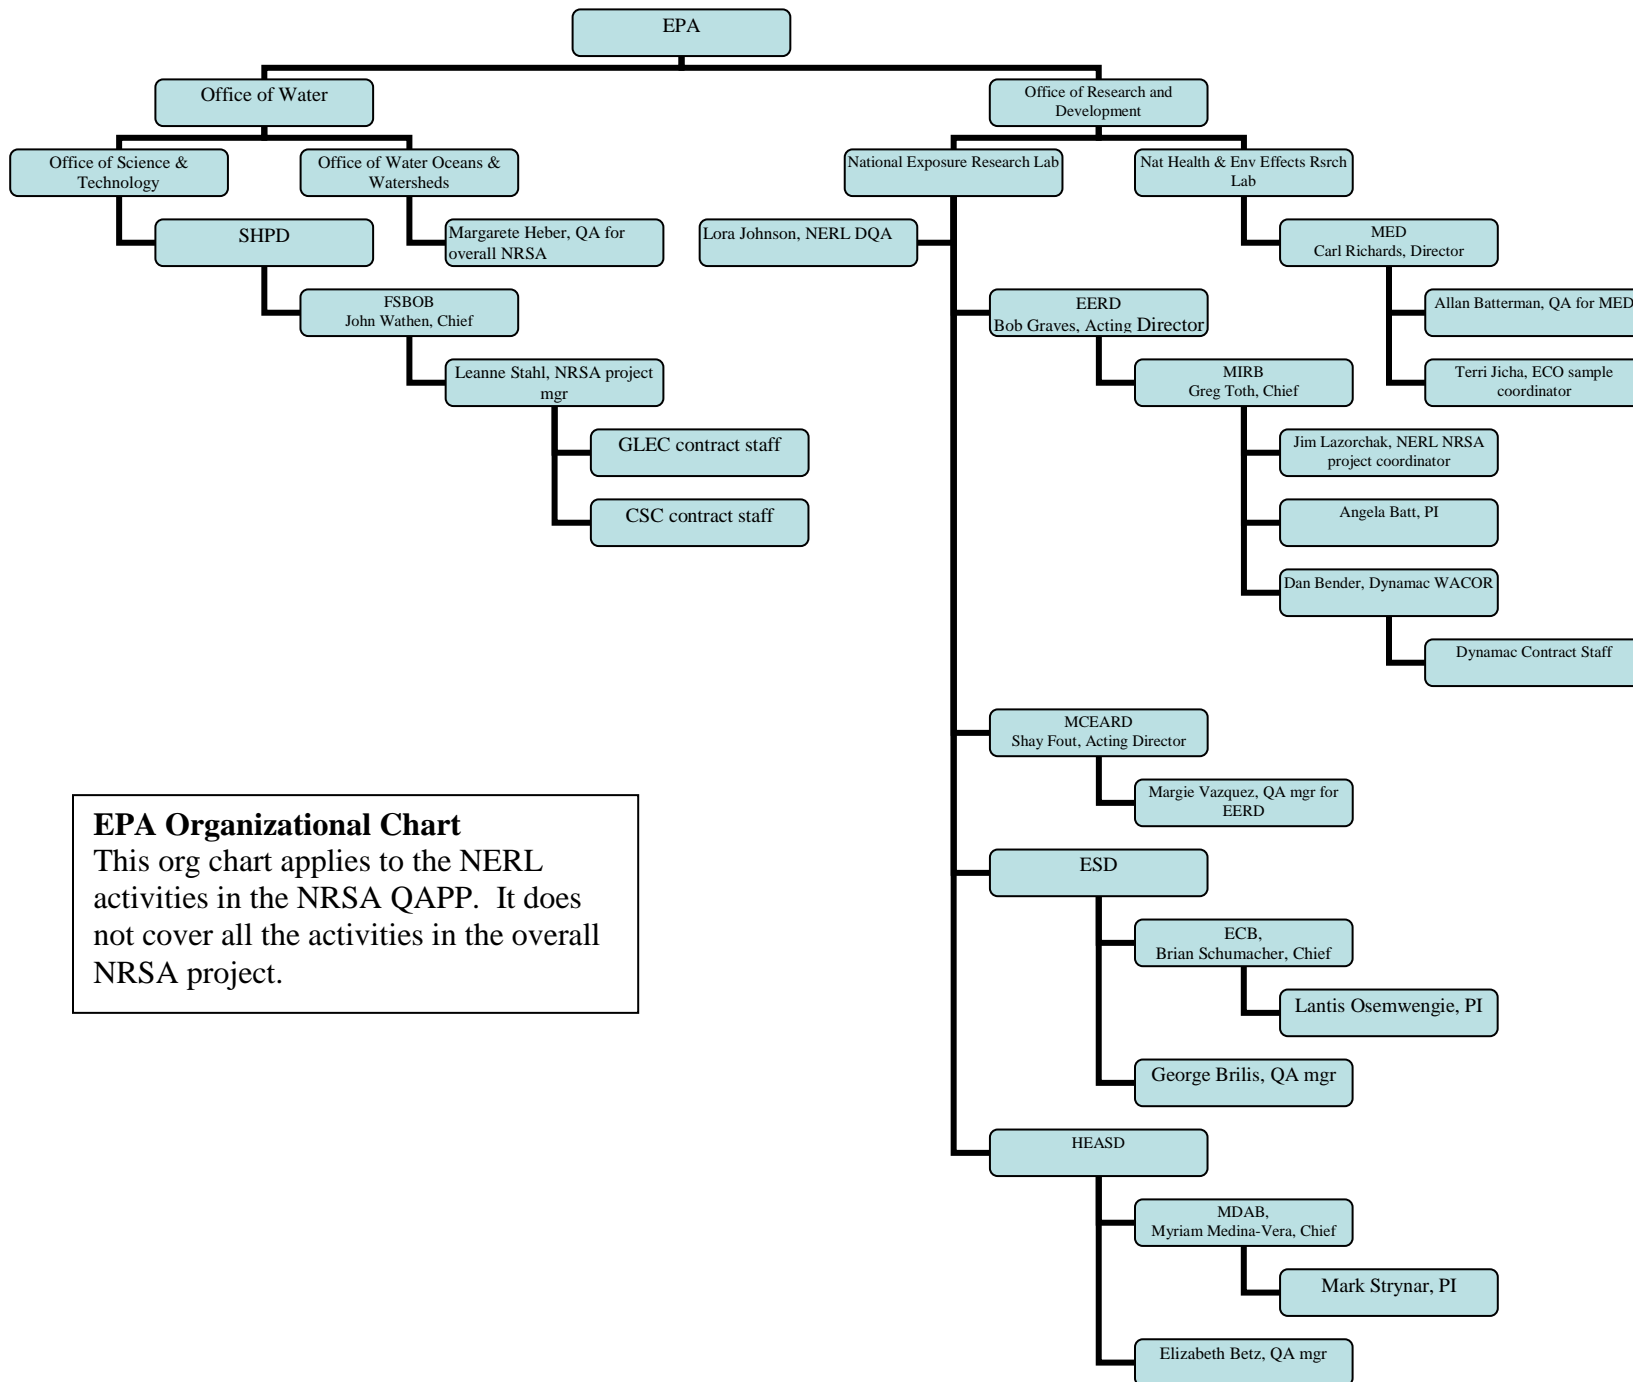 EPA
Office of Water
Office of Research and
Development
Office of Science &
Technology
Office of Water Oceans &
Watersheds
National Exposure Research Lab
Nat Health & Env Effects Rsrch
Lab
SHPD
Margarete Heber, QA for
overall NRSA
Lora Johnson, NERL DQA
MED
Carl Richards, Director
FSBOB
John Wathen, Chief
EERD
Bob Graves, Acting Director
Allan Batterman, QA for MED
Leanne Stahl, NRSA project
mgr
MIRB
Greg Toth, Chief
Terri Jicha, ECO sample
coordinator
GLEC contract staff
Jim Lazorchak, NERL NRSA
project coordinator
CSC contract staff
Angela Batt, PI
Dan Bender, Dynamac WACOR
Dynamac Contract Staff
MCEARD
Shay Fout, Acting Director
Margie Vazquez, QA mgr for
EERD
EPA Organizational Chart
This org chart applies to the NERL
activities in the NRSA QAPP.  It does
not cover all the activities in the overall
NRSA project.
ESD
ECB,
Brian Schumacher, Chief
Lantis Osemwengie, PI
George Brilis, QA mgr
HEASD
MDAB,
Myriam Medina-Vera, Chief
Mark Strynar, PI
Elizabeth Betz, QA mgr